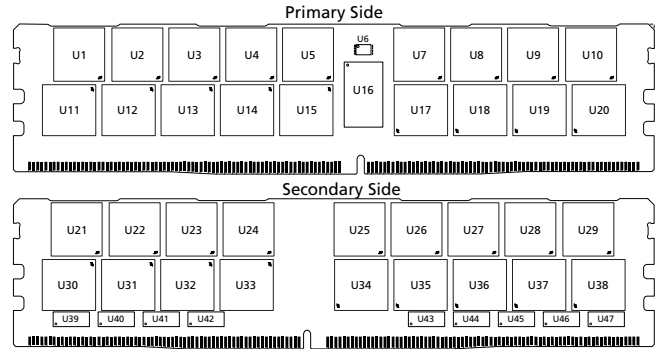 Primary Side
U6
U1 U2 U3 U4 U5 U7 U8 U9 U10
U16
U11 U12 U13 U14 U15 U17 U18 U19 U20
Secondary Side
U21 U22 U23 U24 U25 U26 U27 U28 U29
U30 U31 U32 U33 U34 U35 U36 U37 U38
U39 U40 U41 U42 U43 U44 U45 U46 U47